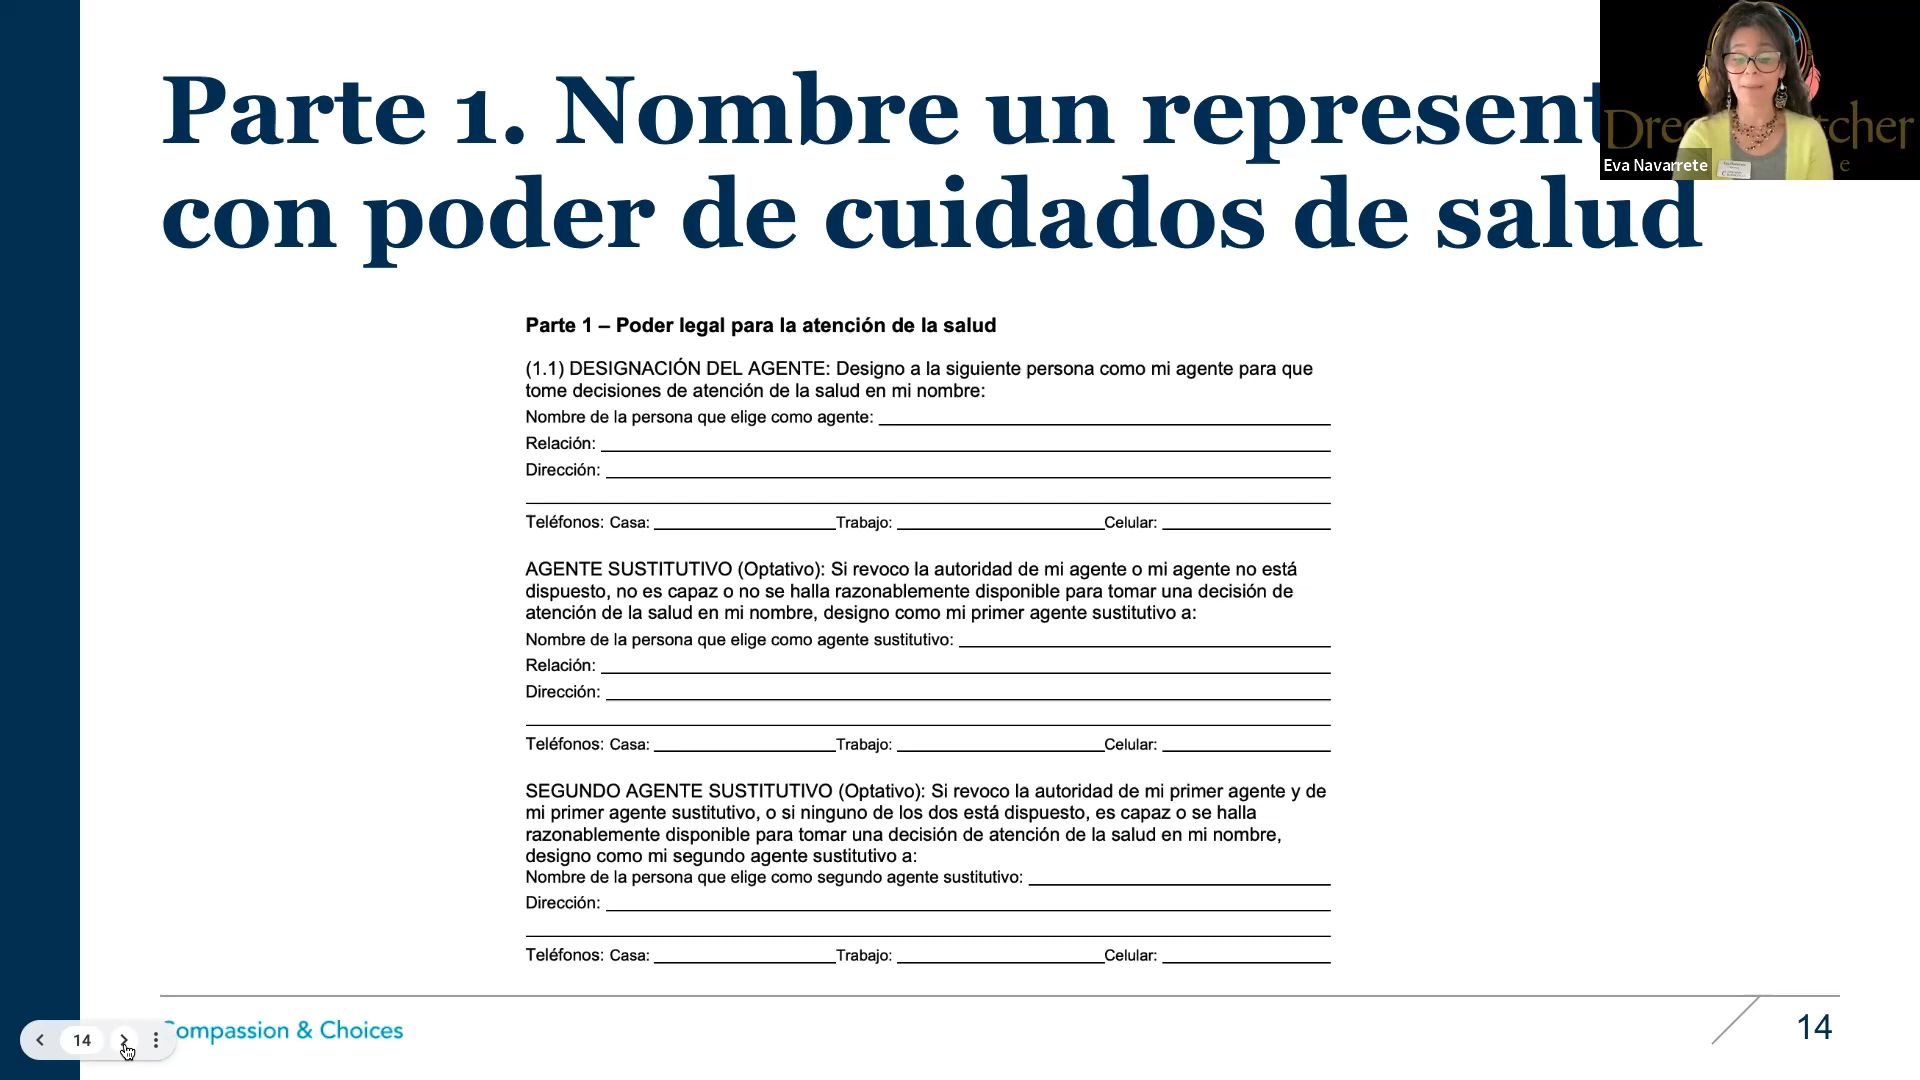 Parte 1. Nombre un represent
con poder de cuidados de salud
Eva Navarrete
Parte 1 – Poder legal para la atención de la salud
(1.1) DESIGNACIÓN DEL AGENTE: Designo a la siguiente persona como mi agente para que
tome decisiones de atención de la salud en mi nombre:
Nombre de la persona que elige como agente:
Relación:
Dirección:
Teléfonos: Casa: Trabajo: Celular:
AGENTE SUSTITUTIVO (Optativo): Si revoco la autoridad de mi agente o mi agente no está
dispuesto, no es capaz o no se halla razonablemente disponible para tomar una decisión de
atención de la salud en mi nombre, designo como mi primer agente sustitutivo a:
Nombre de la persona que elige como agente sustitutivo:
Relación:
Dirección:
Teléfonos: Casa: Trabajo: Celular:
SEGUNDO AGENTE SUSTITUTIVO (Optativo): Si revoco la autoridad de mi primer agente y de
mi primer agente sustitutivo, o si ninguno de los dos está dispuesto, es capaz o se halla
razonablemente disponible para tomar una decisión de atención de la salud en mi nombre,
designo como mi segundo agente sustitutivo a:
Nombre de la persona que elige como segundo agente sustitutivo:
Dirección:
Teléfonos: Casa: Trabajo: Celular:
14
Compassion & Choices
14